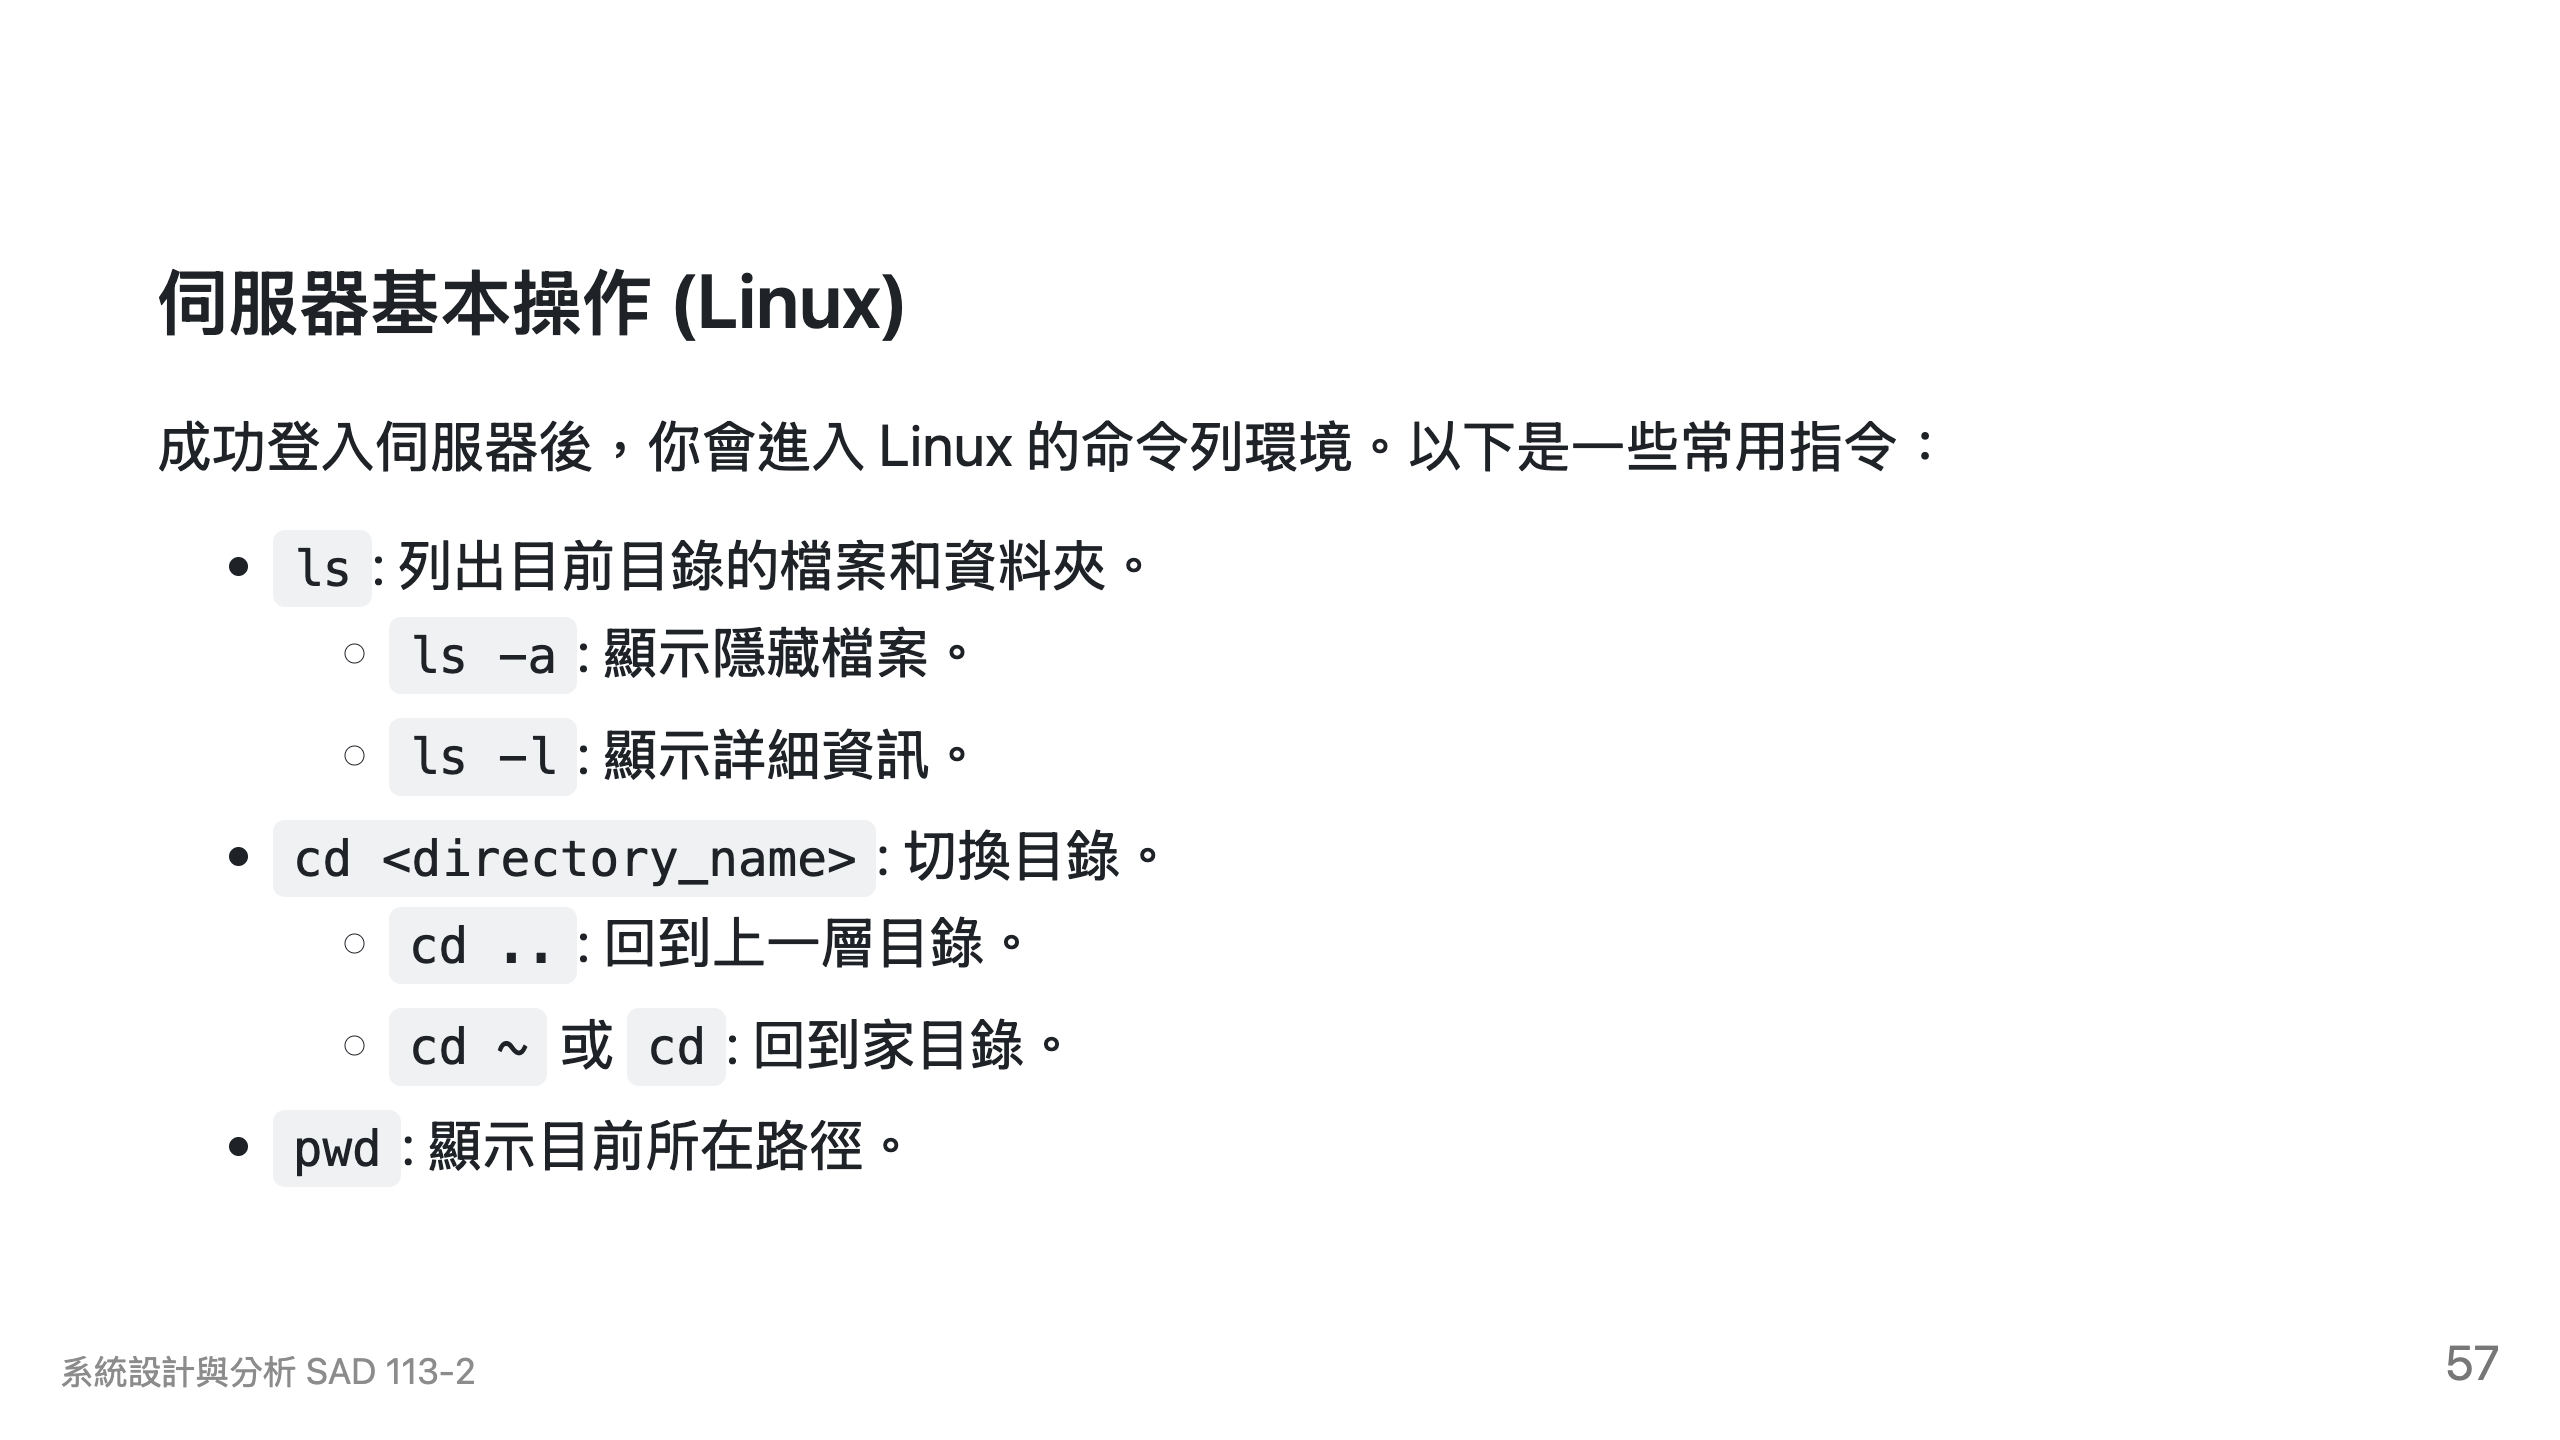 伺服器基本操作 (Linux)
成功登入伺服器後，你會進入 Linux 的命令列環境。以下是一些常用指令：
• ls: 列出目前目錄的檔案和資料夾。
○ ls -a: 顯示隱藏檔案。
○ ls -l: 顯示詳細資訊。
• cd <directory_name>: 切換目錄。
○ cd ..: 回到上一層目錄。
○ cd ~ 或 cd: 回到家目錄。
• pwd: 顯示目前所在路徑。
系統設計與分析 SAD 113-2
57